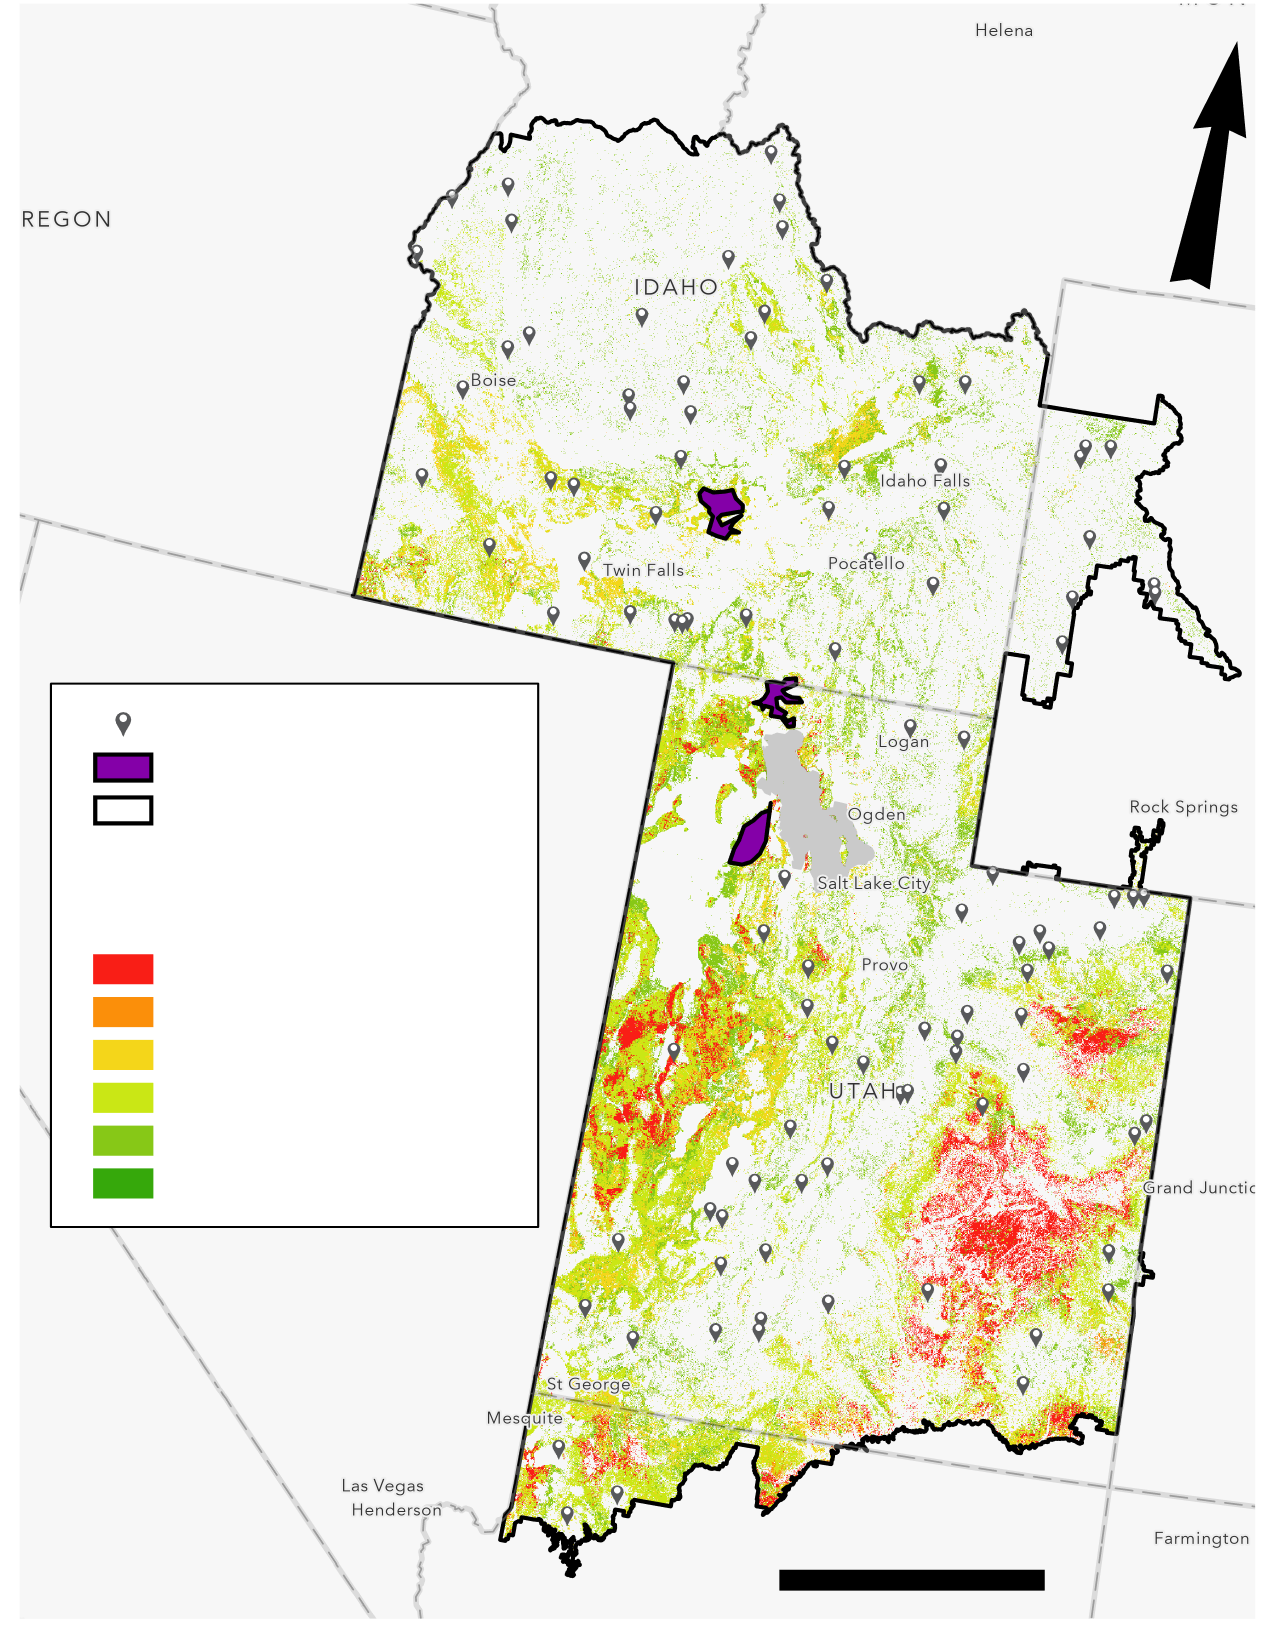 Helena
REGON
IDAHO
Boise
Idaho Falls
Twin Falls
Pocatello
Logan
Rock Springs
Ogden
Salt Lake City
Provo
UTAH
Grand Junctio
St George
Mesquite
Las Vegas
Henderson
Farmington